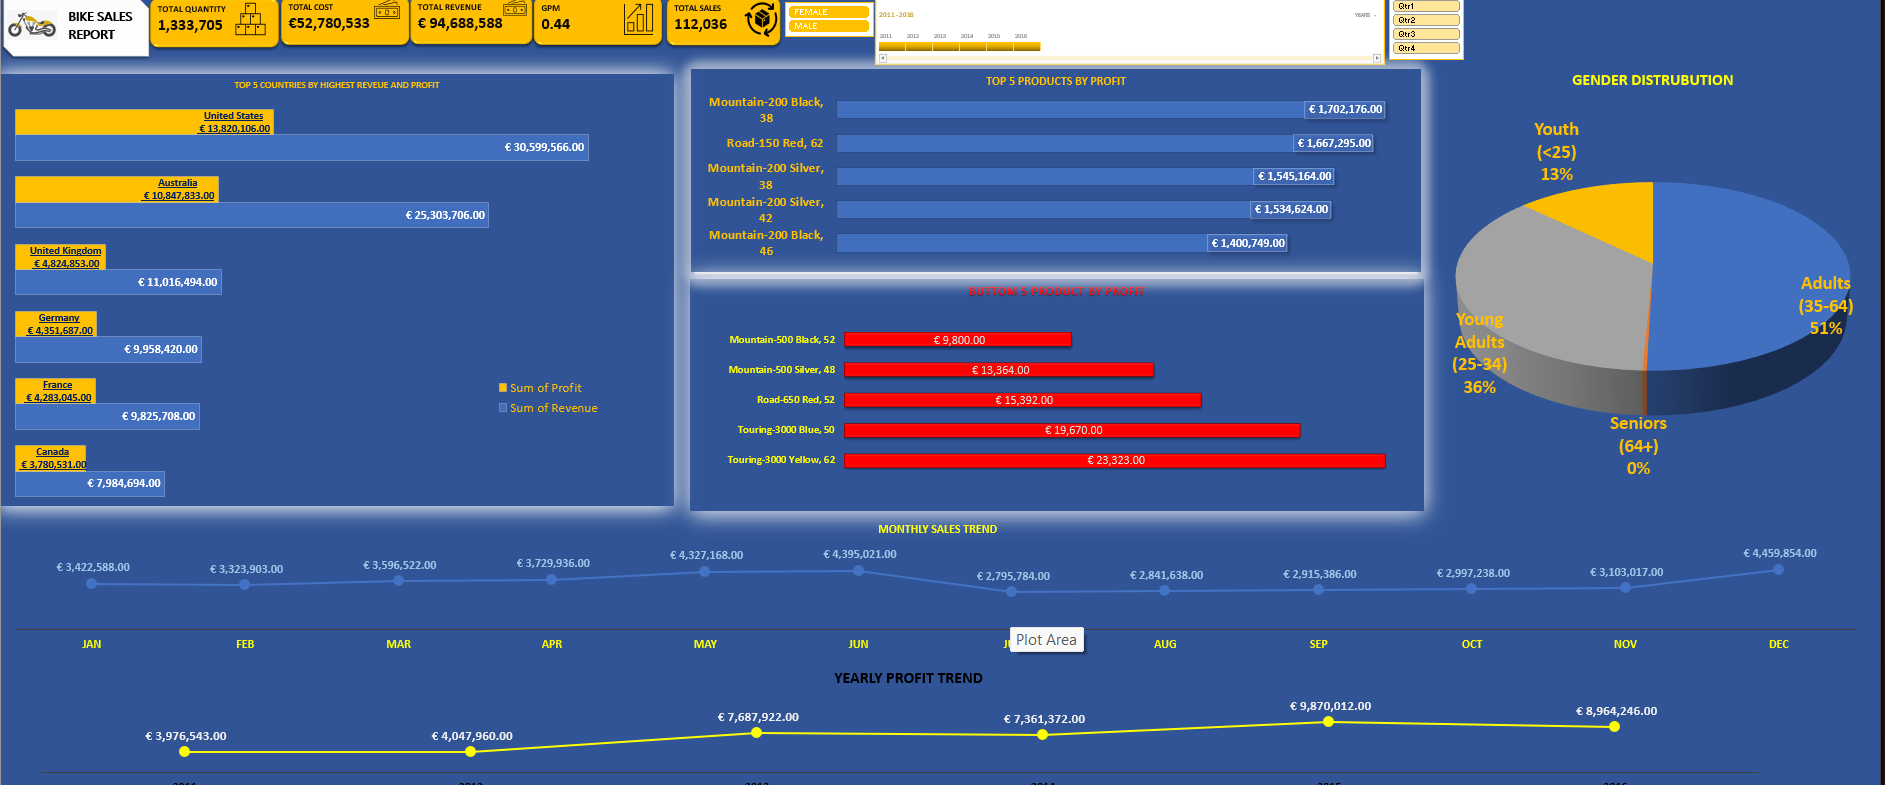 BIKE SALES
REPORT
TOTAL QUANTITY
1,333,705
TOTAL COST
€52,780,533
TOTAL REVENUE
€ 94,688,588
GPM
0.44
TOTAL SALES
112,036
FEMALE
MALE
2011 - 2016
YEARS
2011 2012 2013 2014 2015 2016
Qtr1
Qtr2
Qtr3
Qtr4
TOP 5 COUNTRIES BY HIGHEST REVEUE AND PROFIT
United States
€ 13,820,106.00
€ 30,599,566.00
Australia
€ 10,847,833.00
€ 25,303,706.00
United Kingdom
€ 4,824,853.00
€ 11,016,494.00
Germany
€ 4,351,687.00
€ 9,958,420.00
France
€ 4,283,045.00
€ 9,825,708.00
Canada
€ 3,780,531.00
€ 7,984,694.00
Sum of Profit
Sum of Revenue
TOP 5 PRODUCTS BY PROFIT
Mountain-200 Black,
38
€ 1,702,176.00
Road-150 Red, 62
€ 1,667,295.00
Mountain-200 Silver,
38
€ 1,545,164.00
Mountain-200 Silver,
42
€ 1,534,624.00
Mountain-200 Black,
46
€ 1,400,749.00
BUTTOM 5 PRODUCT BY PROFIT
Mountain-500 Black, 52
€ 9,800.00
Mountain-500 Silver, 48
€ 13,364.00
Road-650 Red, 52
€ 15,392.00
Touring-3000 Blue, 50
€ 19,670.00
Touring-3000 Yellow, 62
€ 23,323.00
GENDER DISTRUBUTION
Youth
(<25)
13%
Adults
(35-64)
51%
Young
Adults
(25-34)
36%
Seniors
(64+)
0%
MONTHLY SALES TREND
€ 3,422,588.00 € 3,323,903.00 € 3,596,522.00 € 3,729,936.00 € 4,327,168.00 € 4,395,021.00 € 2,795,784.00 € 2,841,638.00 € 2,915,386.00 € 2,997,238.00 € 3,103,017.00 € 4,459,854.00
JAN FEB MAR APR MAY JUN AUG SEP OCT NOV DEC
Plot Area
YEARLY PROFIT TREND
€ 3,976,543.00 € 4,047,960.00 € 7,687,922.00 € 7,361,372.00 € 9,870,012.00 € 8,964,246.00